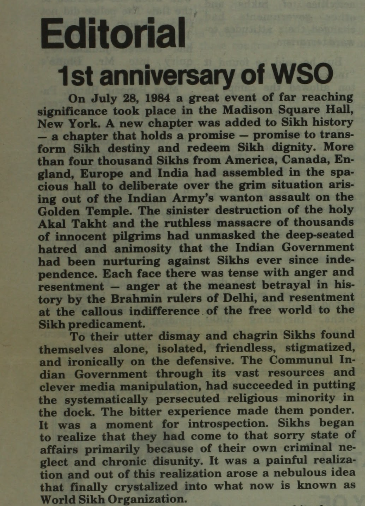 Editorial
1st anniversary of WSO
On July 28, 1984 a great event of far reaching
significance took place in the Madison Square Hall,
New York. A new chapter was added to Sikh history
— a chapter that holds a promise — promise to trans-
form Sikh destiny and redeem Sikh dignity. More
than four thousand Sikhs from America, Canada, En-
gland, Europe and India had assembled in the spa-
cious hall to deliberate over the grim situation aris-
ing out of the Indian Army's wanton assault on the
Golden Temple. The sinister destruction of the holy
Akal Takht and the ruthless massacre of thousands
of innocent pilgrims had unmasked the deep-seated
hatred and animosity that the Indian Government
had been nurturing against Sikhs ever since inde-
pendence. Each face there was tense with anger and
resentment — anger at the meanest betrayal in his-
tory by the Brahmin rulers of Delhi, and resentment
at the callous indifference of the free world to the
Sikh predicament.
To their utter dismay and chagrin Sikhs found
themselves alone, isolated, friendless, stigmatized,
and ironically on the defensive. The Communul In-
dian Government through its vast resources and
clever media manipulation, had succeeded in putting
the systematically persecuted religious minority in
the dock. The bitter experience made them ponder.
It was a moment for introspection. Sikhs began
to realize that they had come to that sorry state of
affairs primarily because of their own criminal ne-
glect and chronic disunity. It was a painful realiza-
tion and out of this realization arose a nebulous idea
that finally crystalized into what now is known as
World Sikh Organization.